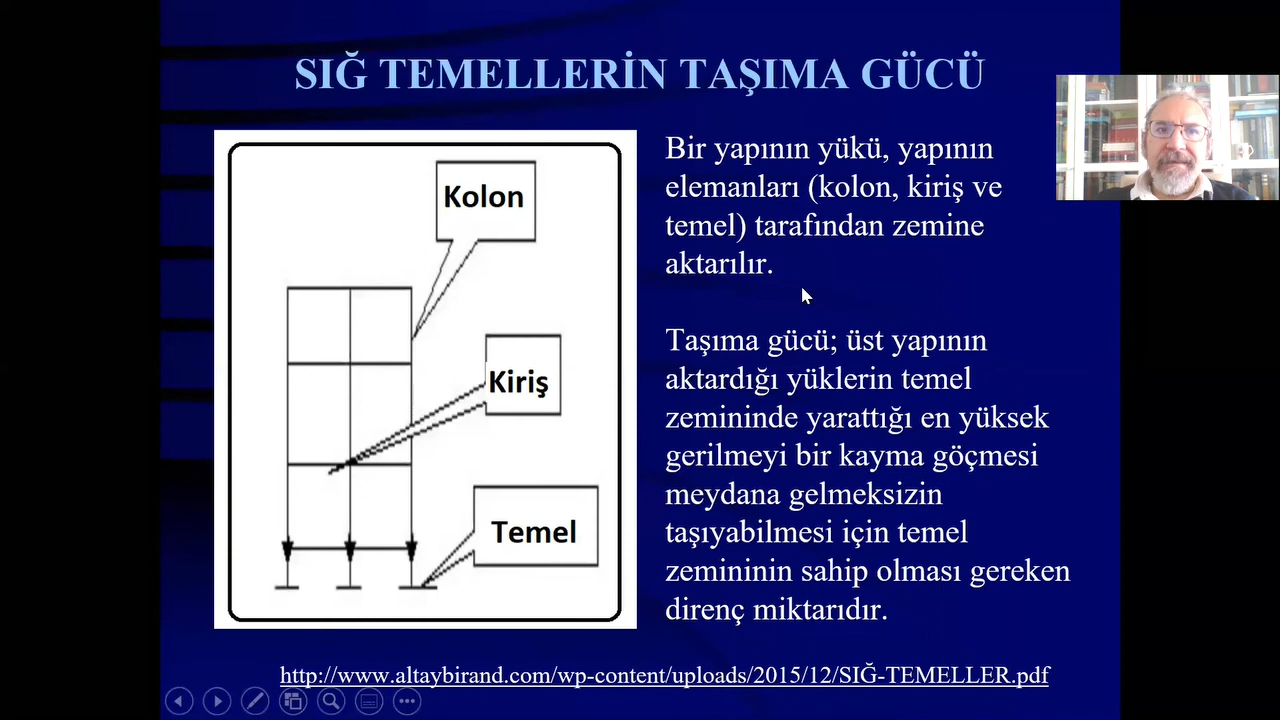 SIĞ TEMELLERİN TAŞIMA GÜCÜ
Kolon
Kiriş
Temel
Bir yapının yükü, yapının
elemanları (kolon, kiriş ve
temel) tarafından zemine
aktarılır.
Taşıma gücü; üst yapının
aktardığı yüklerin temel
zemininde yarattığı en yüksek
gerilmeyi bir kayma göçmesi
meydana gelmeksizin
taşıyabilmesi için temel
zemininin sahip olması gereken
direnç miktarıdır.
http://www.altaybirand.com/wp-content/uploads/2015/12/SIĞ-TEMELLER.pdf